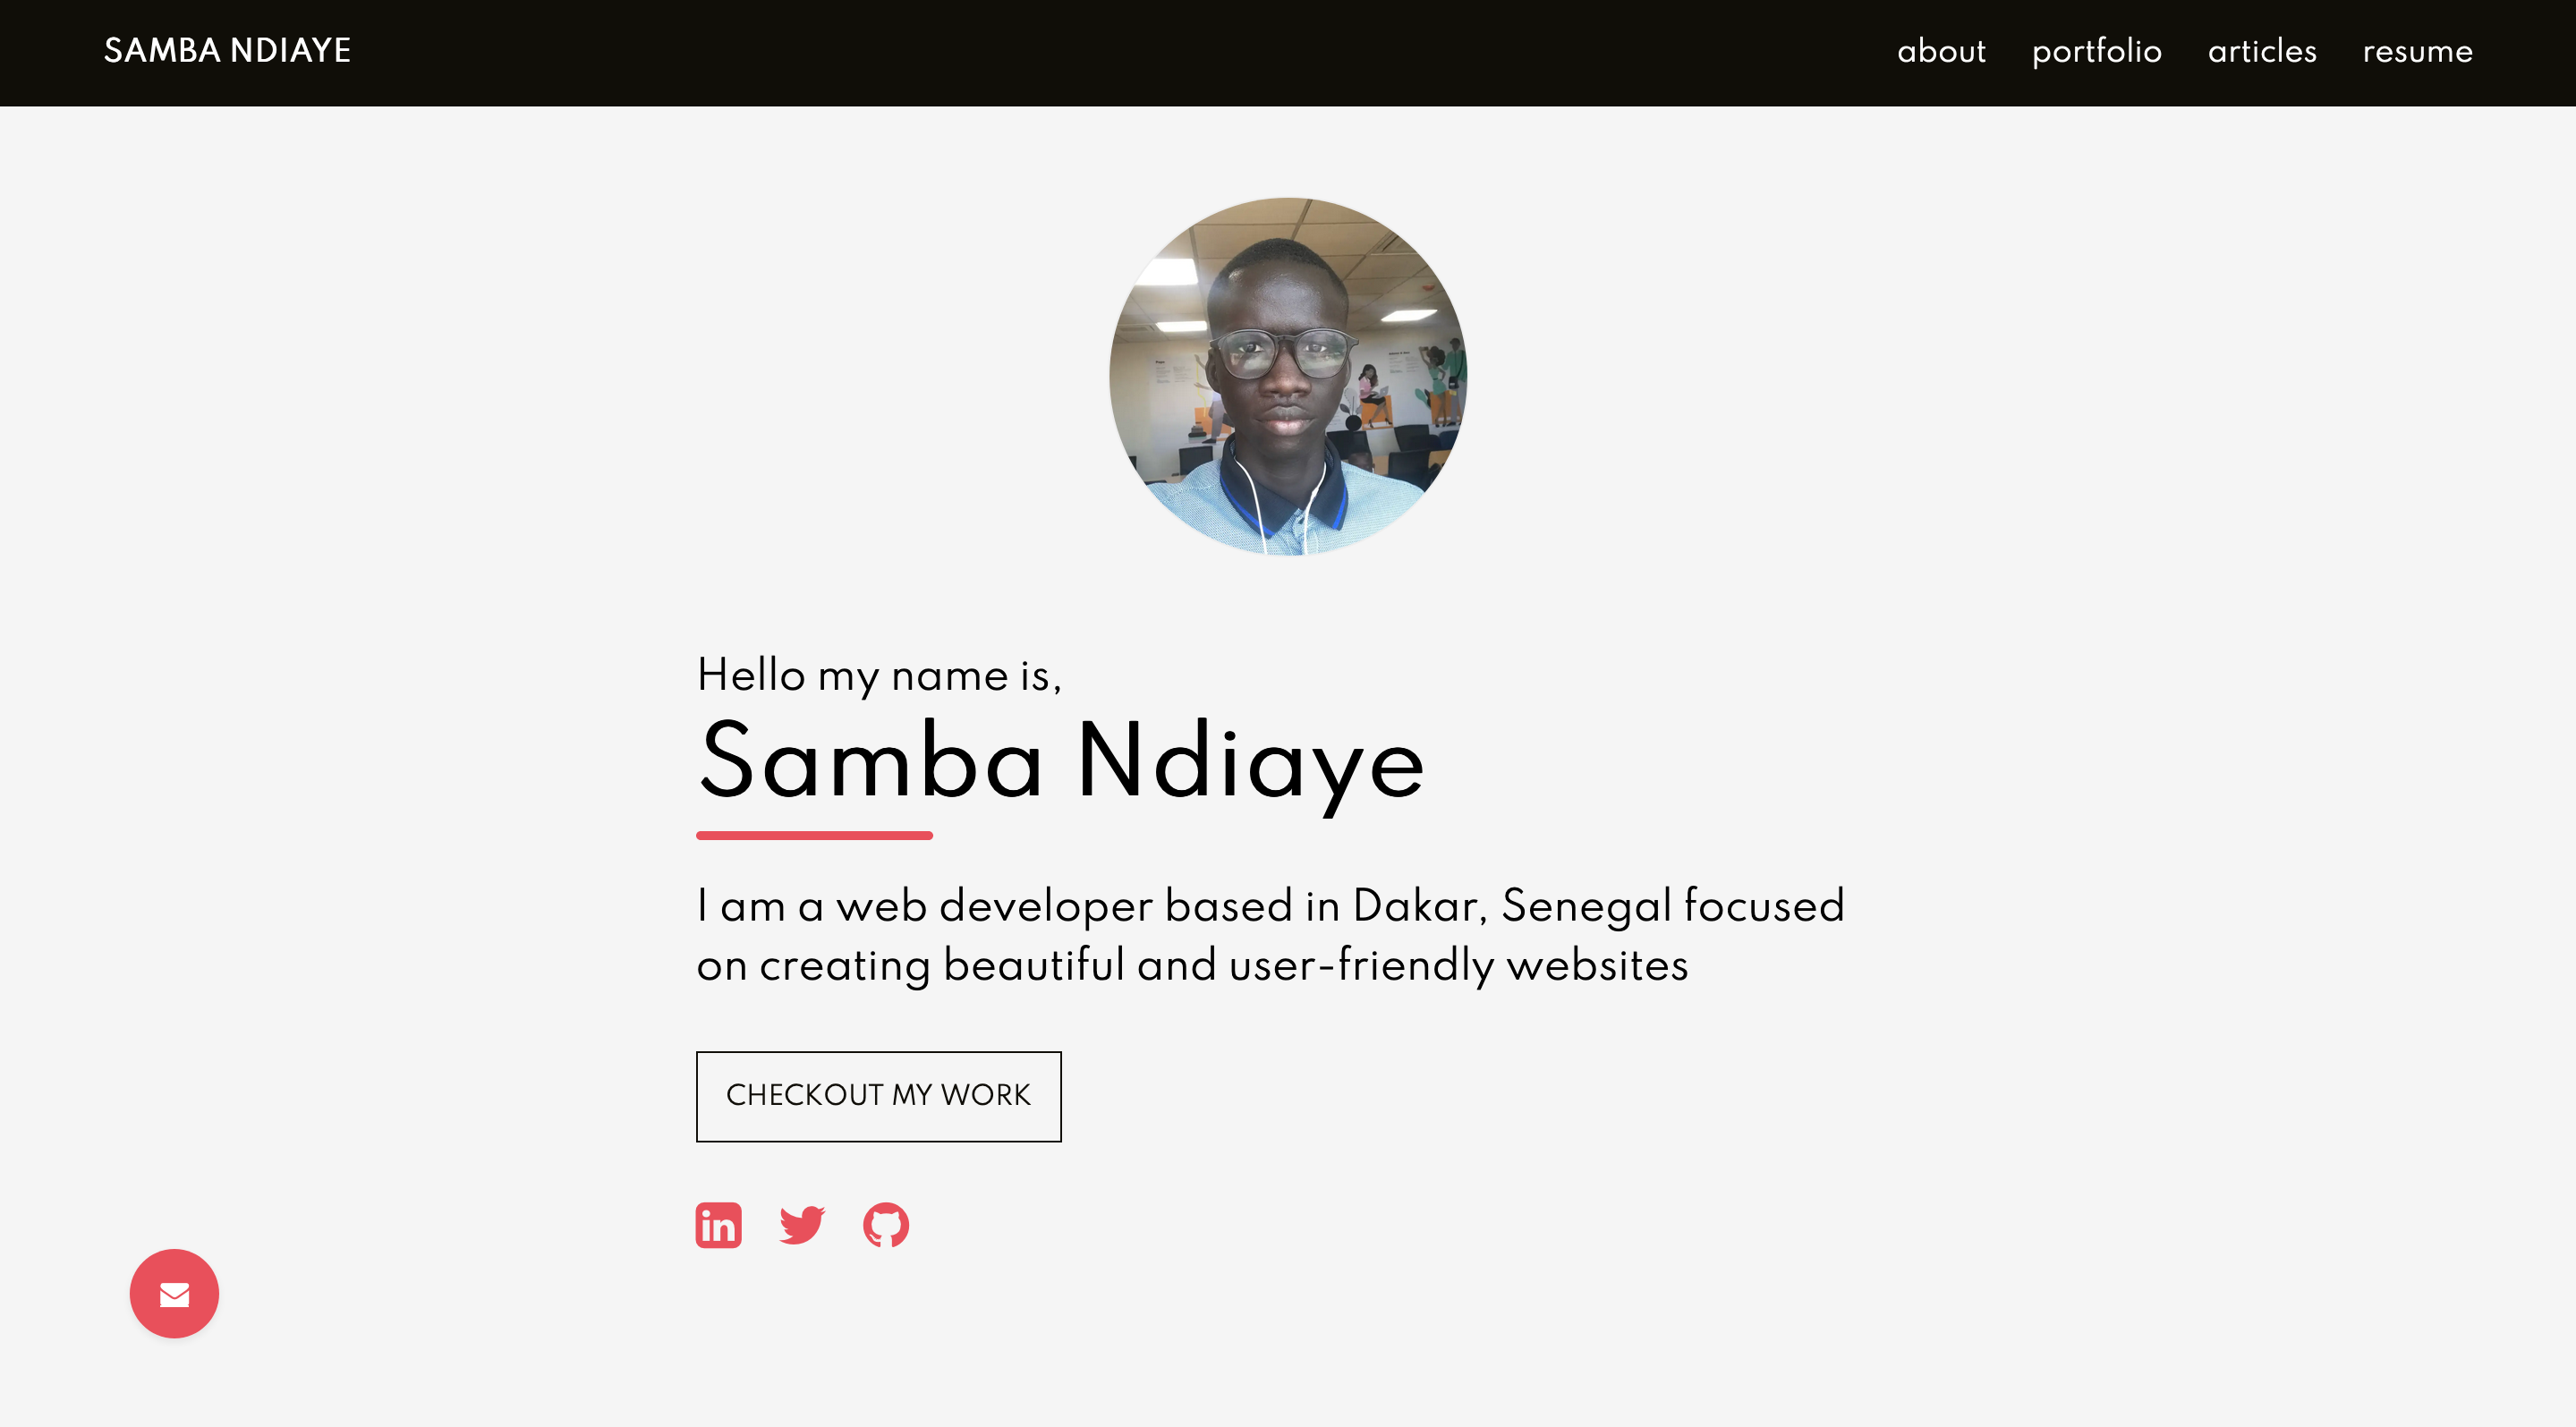 SAMBA NDIAYE
about portfolio articles resume
Hello my name is,
Samba Ndiaye
I am a web developer based in Dakar, Senegal focused
on creating beautiful and user-friendly websites
CHECKOUT MY WORK
in